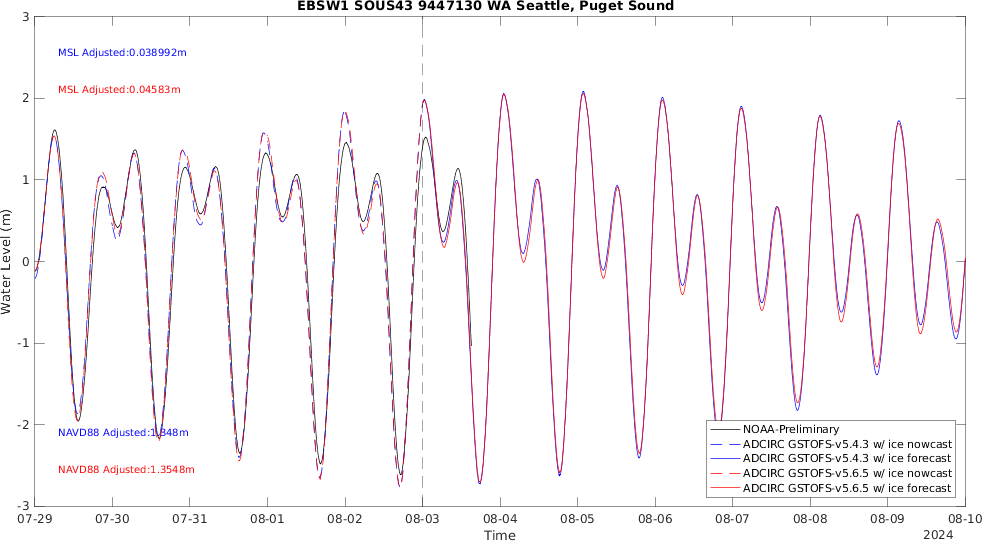 EBSW1 SOUS43 9447130 WA Seattle, Puget Sound
3
MSL Adjusted:0.038992m
MSL Adjusted:0.04583m
2
1
0
-1
-2
-3
Water Level (m)
NAVD88 Adjusted:1.3548m
NOAA-Preliminary
ADCIRC GSTOFS-v5.4.3 w/ ice nowcast
ADCIRC GSTOFS-v5.4.3 w/ ice forecast
ADCIRC GSTOFS-v5.6.5 w/ ice nowcast
ADCIRC GSTOFS-v5.6.5 w/ ice forecast
NAVD88 Adjusted:1.348m
07-29 07-30 07-31 08-01 08-02 08-03 08-04 08-05 08-06 08-07 08-08 08-09 08-10
Time
2024